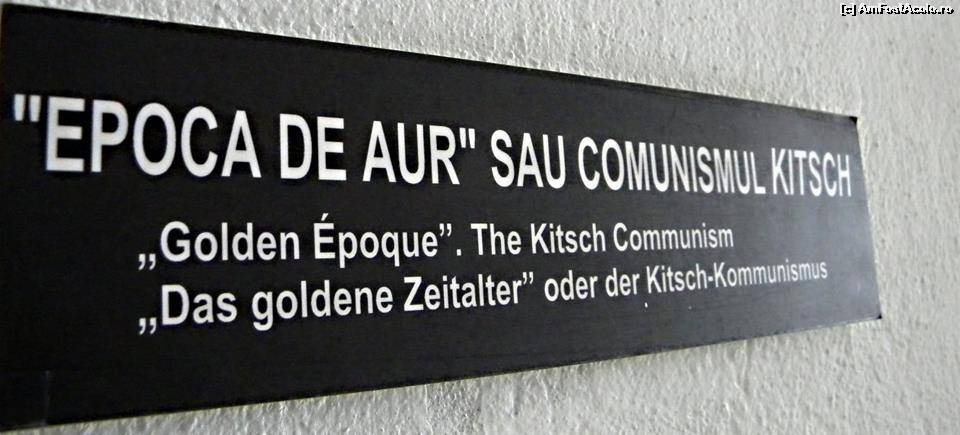 [c] AmFostAcolo.ro
"EPOCA DE AUR" SAU COMUNISMUL KITSCH
„Golden Époque”. The Kitsch Communism
„Das goldene Zeitalter” oder der Kitsch-Kommunismus